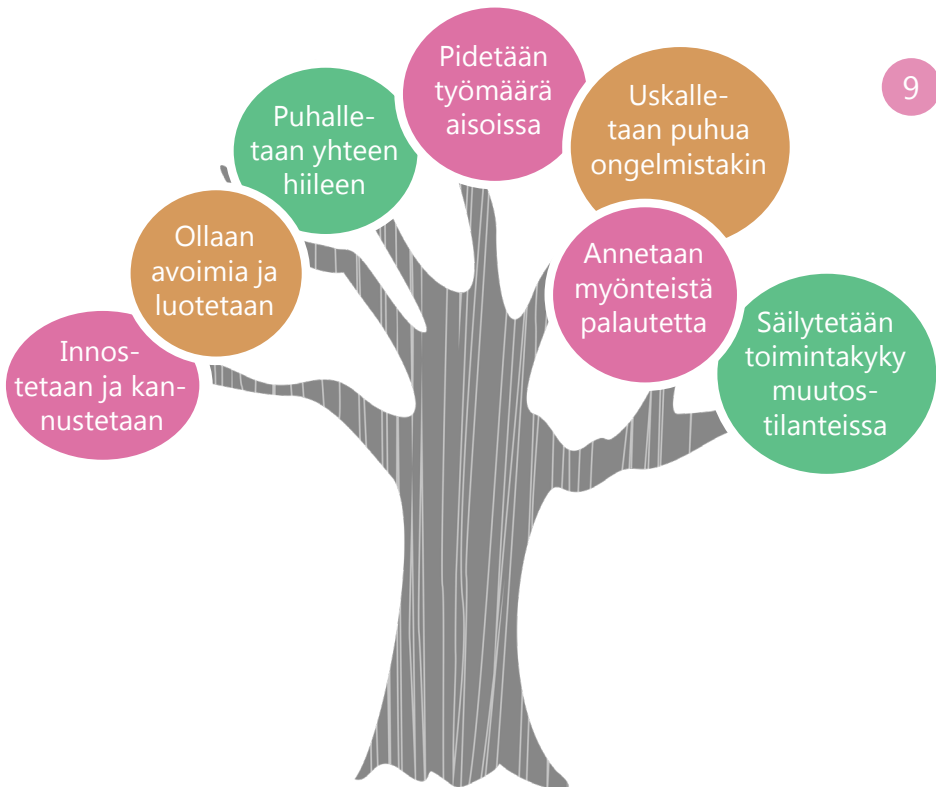 Innos-
tetaan ja kan-
nustetaan
Ollaan
avoimia ja
luotetaan
Puhalle-
taan yhteen
hiileen
Pidetään
työmäärä
aisoissa
Uskalle-
taan puhua
ongelmistakin
Annetaan
myönteistä
palautetta
Säilytetään
toimintakyky
muutos-
tilanteissa
9